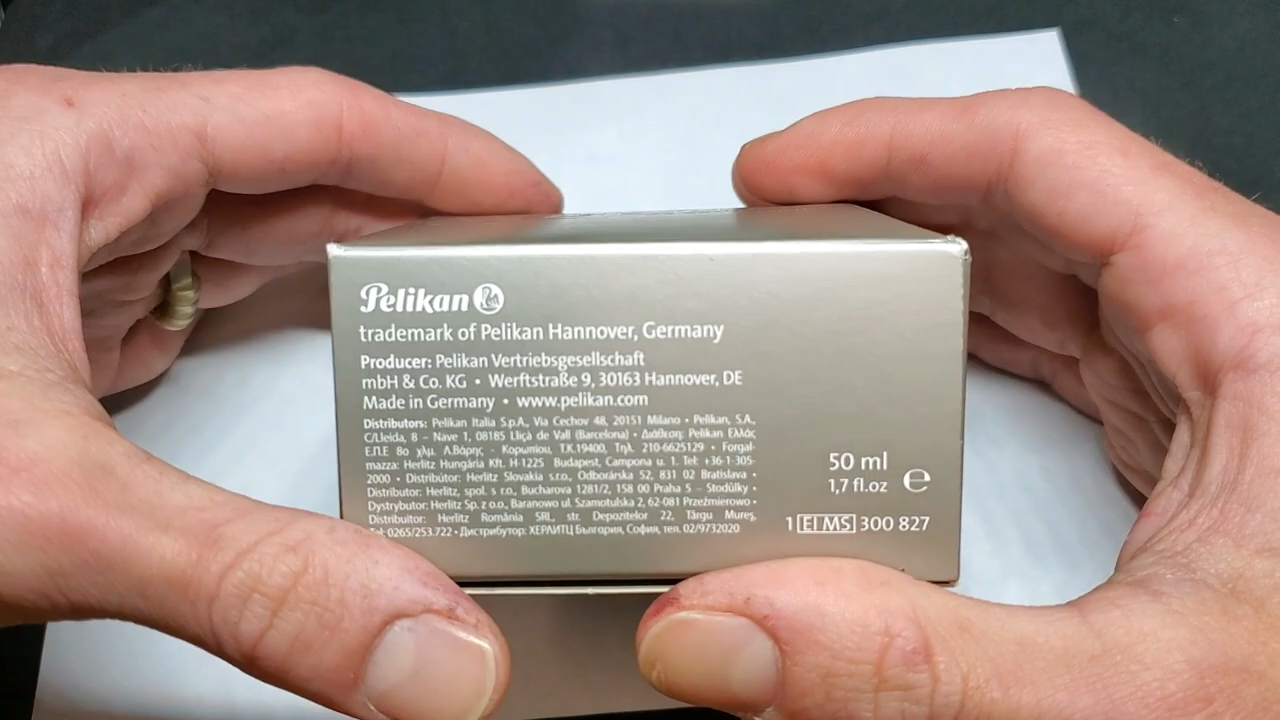 Pelikan
trademark of Pelikan Hannover, Germany
Producer: Pelikan Vertriebsgesellschaft
mbH & Co. KG • Werftstraße 9, 30163 Hannover, DE
Made in Germany • www.pelikan.com
Distributors: Pelikan Italia S.p.A., Via Cechov 48, 20151 Milano • Pelikan, S.A.,
C/Lleida, 8 – Nave 1, 08185 Lliçà de Vall (Barcelona) • Διάθεση: Pelikan Ελλάς
Ε.Π.Ε 8ο χλμ. Λ.Βάρης - Κορωπίου, Τ.Κ.19400, Τηλ. 210-6625129 • Forgal-
mazza: Herlitz Hungária Kft. H-1225 Budapest, Campona u. 1. Tel: +36-1-305-
2000 • Distribútor: Herlitz Slovakia s.r.o., Odborárska 52, 831 02 Bratislava •
Distributor: Herlitz, spol. s r.o., Bucharova 1281/2, 158 00 Praha 5 – Stodůlky •
Dystrybutor: Herlitz Sp. z o.o., Baranowo ul. Szamotulska 2, 62-081 Przeźmierowo •
Distribuitor: Herlitz România SRL, str. Depozitelor 22, Târgu Mureş,
Tel: 0265/253.722 • Дистрибутор: ХЕРЛИТЦ България, София, тел. 02/9732020
50 ml
1,7 fl.oz ℮
1 EI MS 300 827